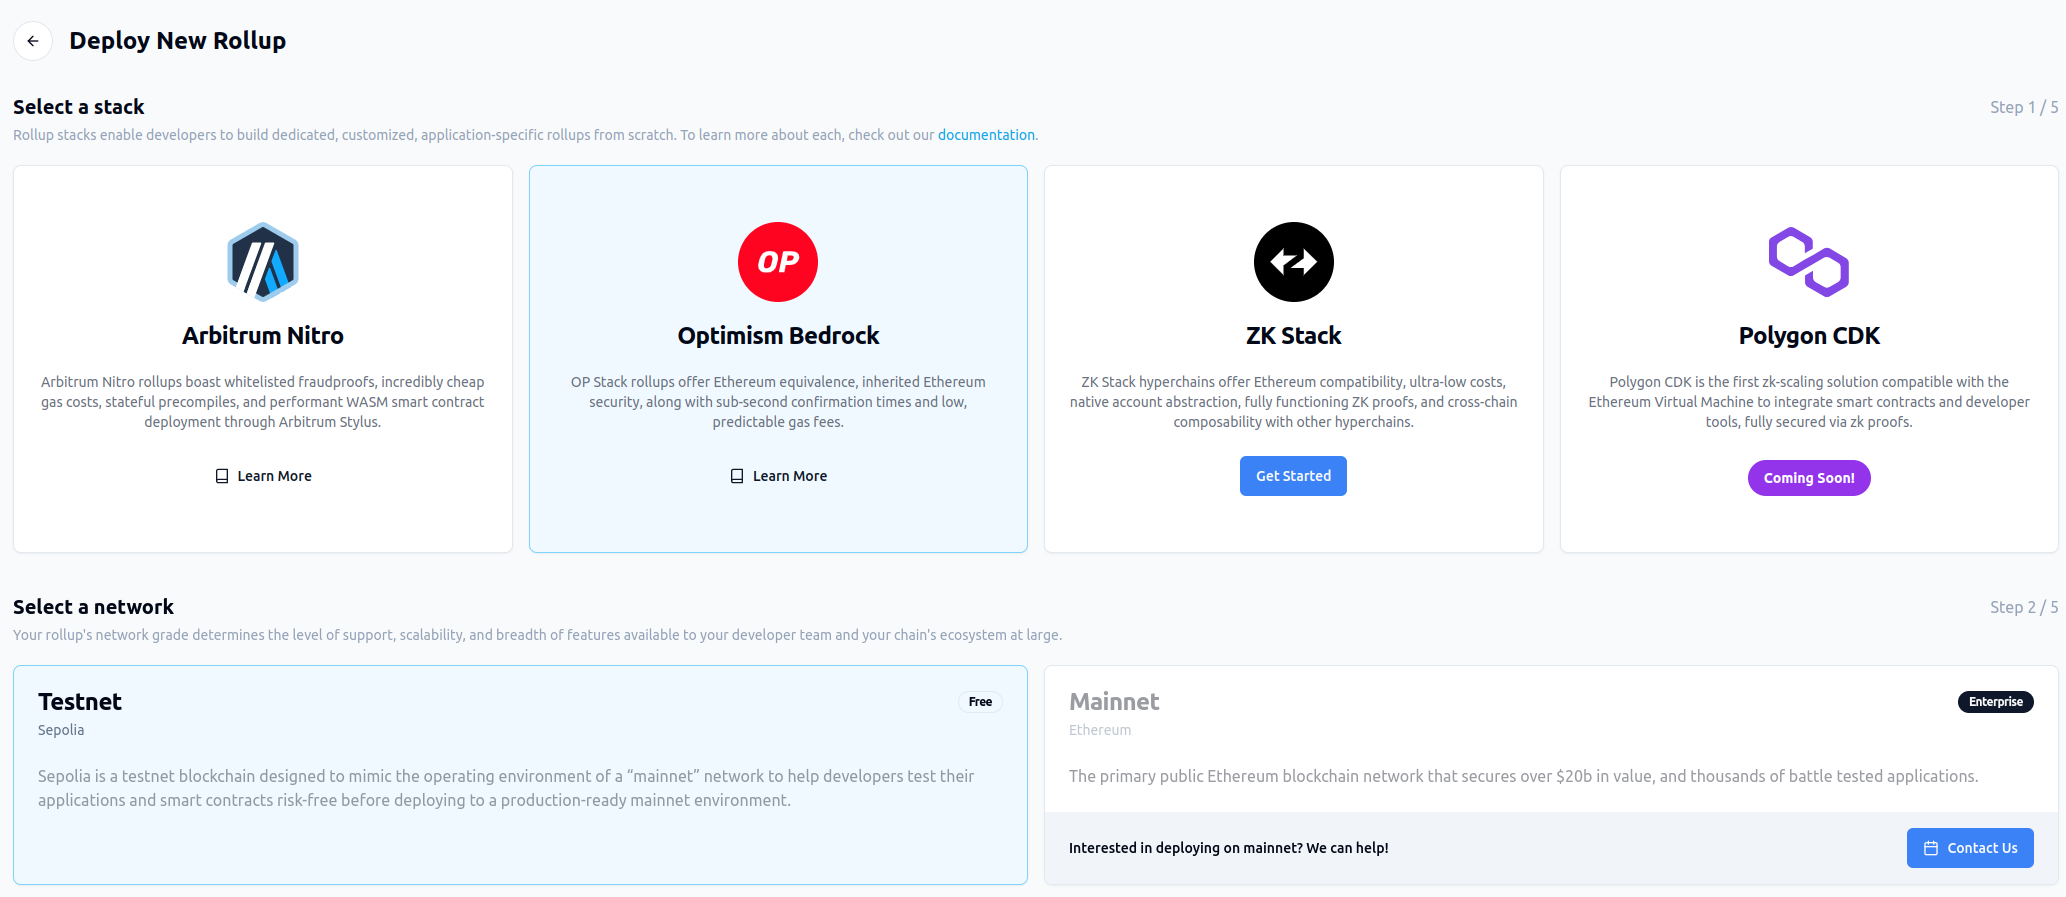 Deploy New Rollup
Select a stack
Step 1 / 5
Rollup stacks enable developers to build dedicated, customized, application-specific rollups from scratch. To learn more about each, check out our documentation.
Arbitrum Nitro
Arbitrum Nitro rollups boast whitelisted fraudproofs, incredibly cheap
gas costs, stateful precompiles, and performant WASM smart contract
deployment through Arbitrum Stylus.
Learn More
OP
Optimism Bedrock
OP Stack rollups offer Ethereum equivalence, inherited Ethereum
security, along with sub-second confirmation times and low,
predictable gas fees.
Learn More
ZK Stack
ZK Stack hyperchains offer Ethereum compatibility, ultra-low costs,
native account abstraction, fully functioning ZK proofs, and cross-chain
composability with other hyperchains.
Get Started
Polygon CDK
Polygon CDK is the first zk-scaling solution compatible with the
Ethereum Virtual Machine to integrate smart contracts and developer
tools, fully secured via zk proofs.
Coming Soon!
Select a network
Step 2 / 5
Your rollup's network grade determines the level of support, scalability, and breadth of features available to your developer team and your chain's ecosystem at large.
Testnet
Free
Sepolia
Sepolia is a testnet blockchain designed to mimic the operating environment of a “mainnet” network to help developers test their
applications and smart contracts risk-free before deploying to a production-ready mainnet environment.
Mainnet
Enterprise
Ethereum
The primary public Ethereum blockchain network that secures over $20b in value, and thousands of battle tested applications.
Interested in deploying on mainnet? We can help!
Contact Us